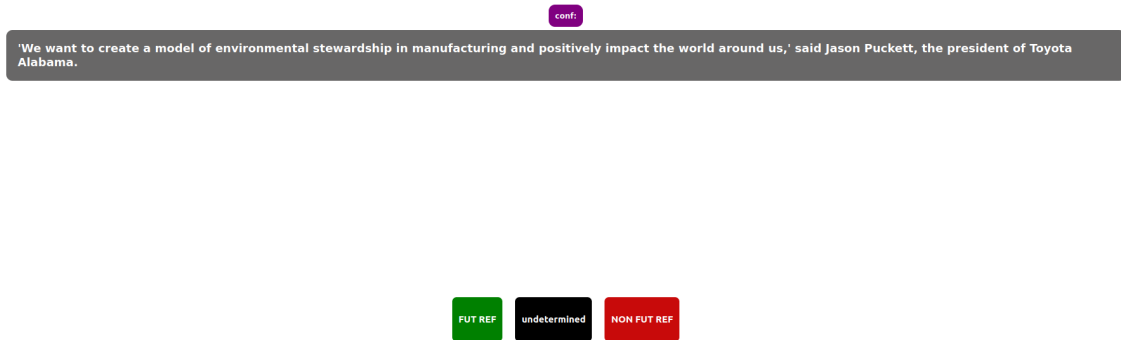 conf:
'We want to create a model of environmental stewardship in manufacturing and positively impact the world around us,' said Jason Puckett, the president of Toyota
Alabama.
FUT REF
undetermined
NON FUT REF